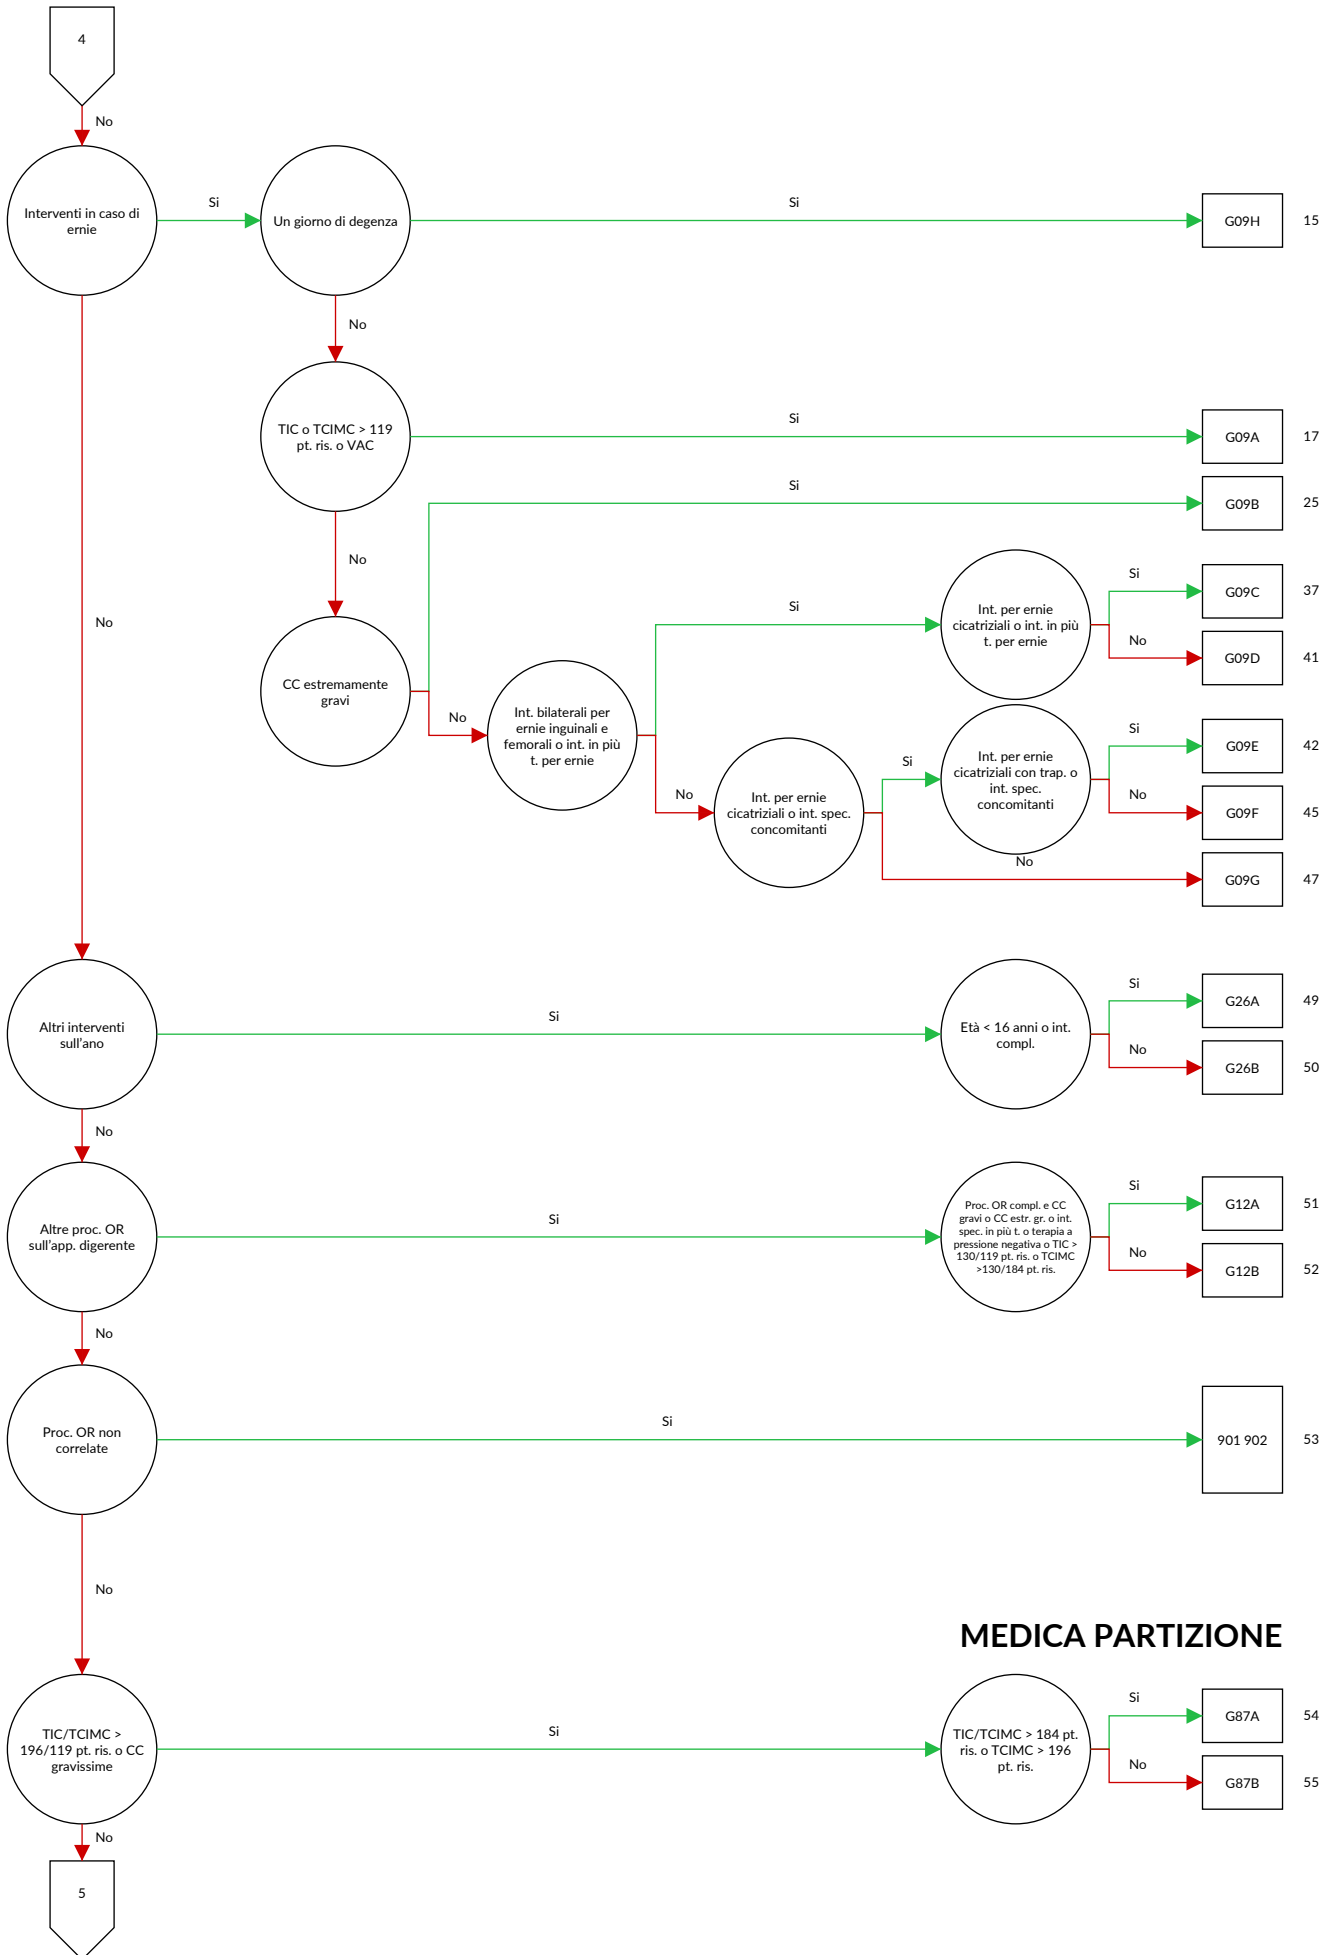 4
No
Interventi in caso di
ernie
Si
Un giorno di degenza
Si
G09H
15
No
TIC o TCIMC > 119
pt. ris. o VAC
Si
G09A
17
Si
G09B
25
No
CC estremamente
gravi
No
Int. bilaterali per
ernie inguinali e
femorali o int. in più
t. per ernie
Si
Int. per ernie
cicatriziali o int. in più
t. per ernie
Si
G09C
37
No
G09D
41
No
Int. per ernie
cicatriziali o int. spec.
concomitanti
Si
Int. per ernie
cicatriziali con trap. o
int. spec.
concomitanti
Si
G09E
42
No
G09F
45
No
G09G
47
No
Altri interventi
sull'ano
Si
Età < 16 anni o int.
compl.
Si
G26A
49
No
G26B
50
No
Altre proc. OR
sull'app. digerente
Si
Proc. OR compl. e CC
gravi o CC estr. gr. o int.
spec. in più t. o terapia a
pressione negativa o TIC >
130/119 pt. ris. o TCIMC
>130/184 pt. ris.
Si
G12A
51
No
G12B
52
No
Proc. OR non
correlate
Si
901 902
53
No
MEDICA PARTIZIONE
TIC/TCIMC >
196/119 pt. ris. o CC
gravissime
Si
TIC/TCIMC > 184 pt.
ris. o TCIMC > 196
pt. ris.
Si
G87A
54
No
G87B
55
No
5